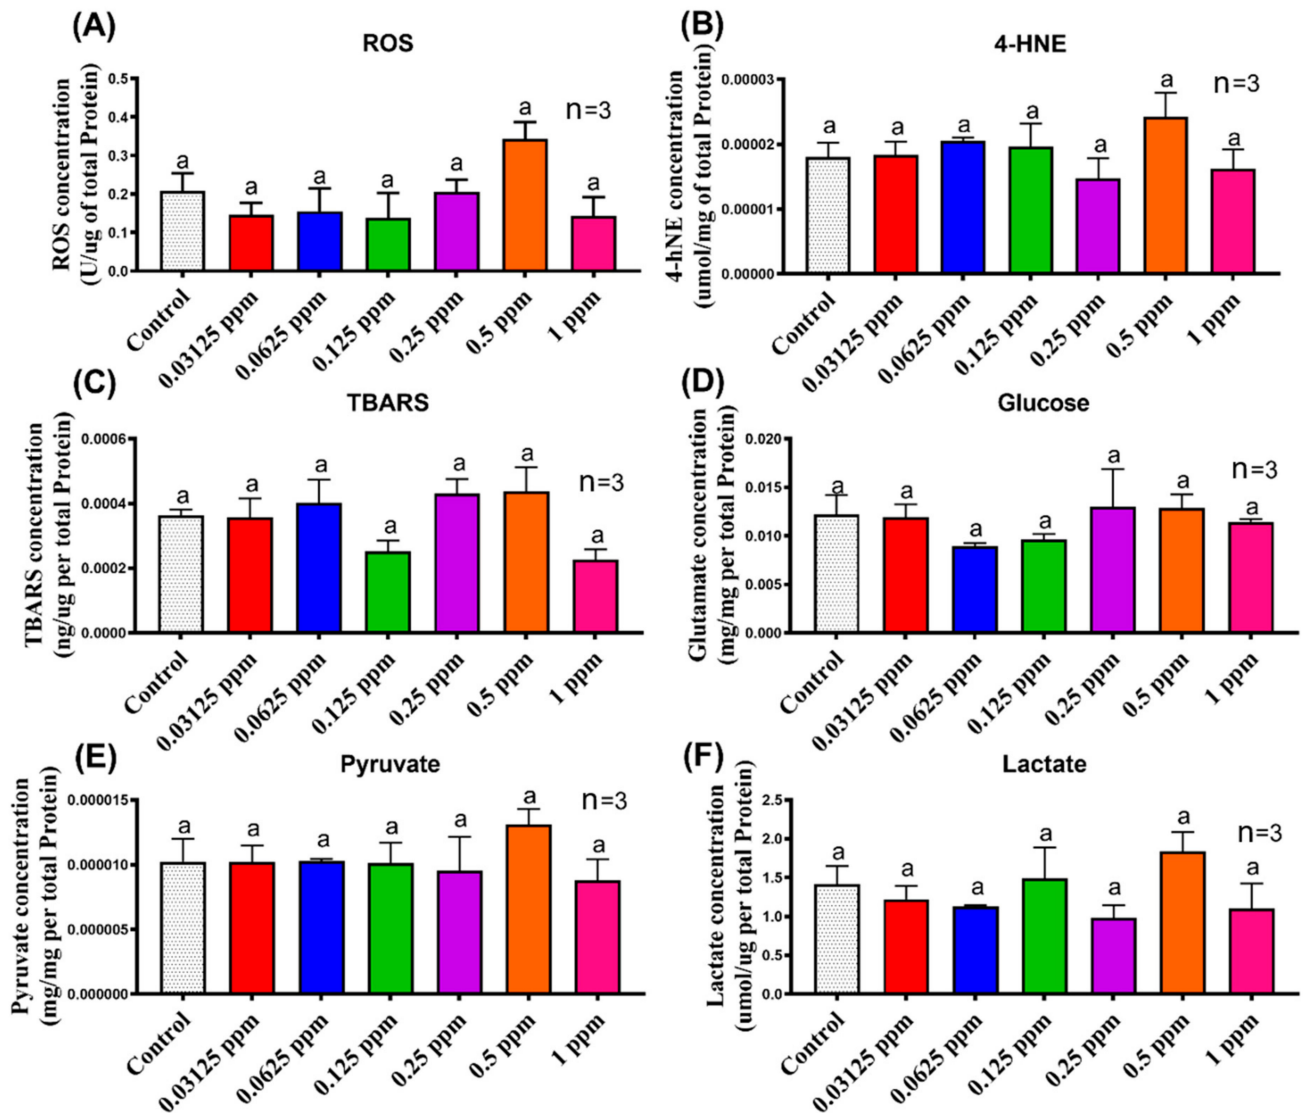 (A)
ROS
ROS concentration
(U/ug of total Protein)
0.5
0.4
0.3
0.2
0.1
0.0
a
a
a
a
a
a
a
n=3
Control
0.03125 ppm
0.0625 ppm
0.125 ppm
0.25 ppm
0.5 ppm
1 ppm
(B)
4-HNE
4-hNE concentration
(umol/mg of total Protein)
0.00003
0.00002
0.00001
0.00000
a
a
a
a
a
a
a
n=3
Control
0.03125 ppm
0.0625 ppm
0.125 ppm
0.25 ppm
0.5 ppm
1 ppm
(C)
TBARS
TBARS concentration
(ng/ug per total Protein)
0.0006
0.0004
0.0002
0.0000
a
a
a
a
a
a
a
n=3
Control
0.03125 ppm
0.0625 ppm
0.125 ppm
0.25 ppm
0.5 ppm
1 ppm
(D)
Glucose
Glutamate concentration
(mg/mg per total Protein)
0.020
0.015
0.010
0.005
0.000
a
a
a
a
a
a
a
n=3
Control
0.03125 ppm
0.0625 ppm
0.125 ppm
0.25 ppm
0.5 ppm
1 ppm
(E)
Pyruvate
Pyruvate concentration
(mg/mg per total Protein)
0.000015
0.000010
0.000005
0.000000
a
a
a
a
a
a
a
n=3
Control
0.03125 ppm
0.0625 ppm
0.125 ppm
0.25 ppm
0.5 ppm
1 ppm
(F)
Lactate
Lactate concentration
(umol/ug per total Protein)
2.5
2.0
1.5
1.0
0.5
0.0
a
a
a
a
a
a
a
n=3
Control
0.03125 ppm
0.0625 ppm
0.125 ppm
0.25 ppm
0.5 ppm
1 ppm